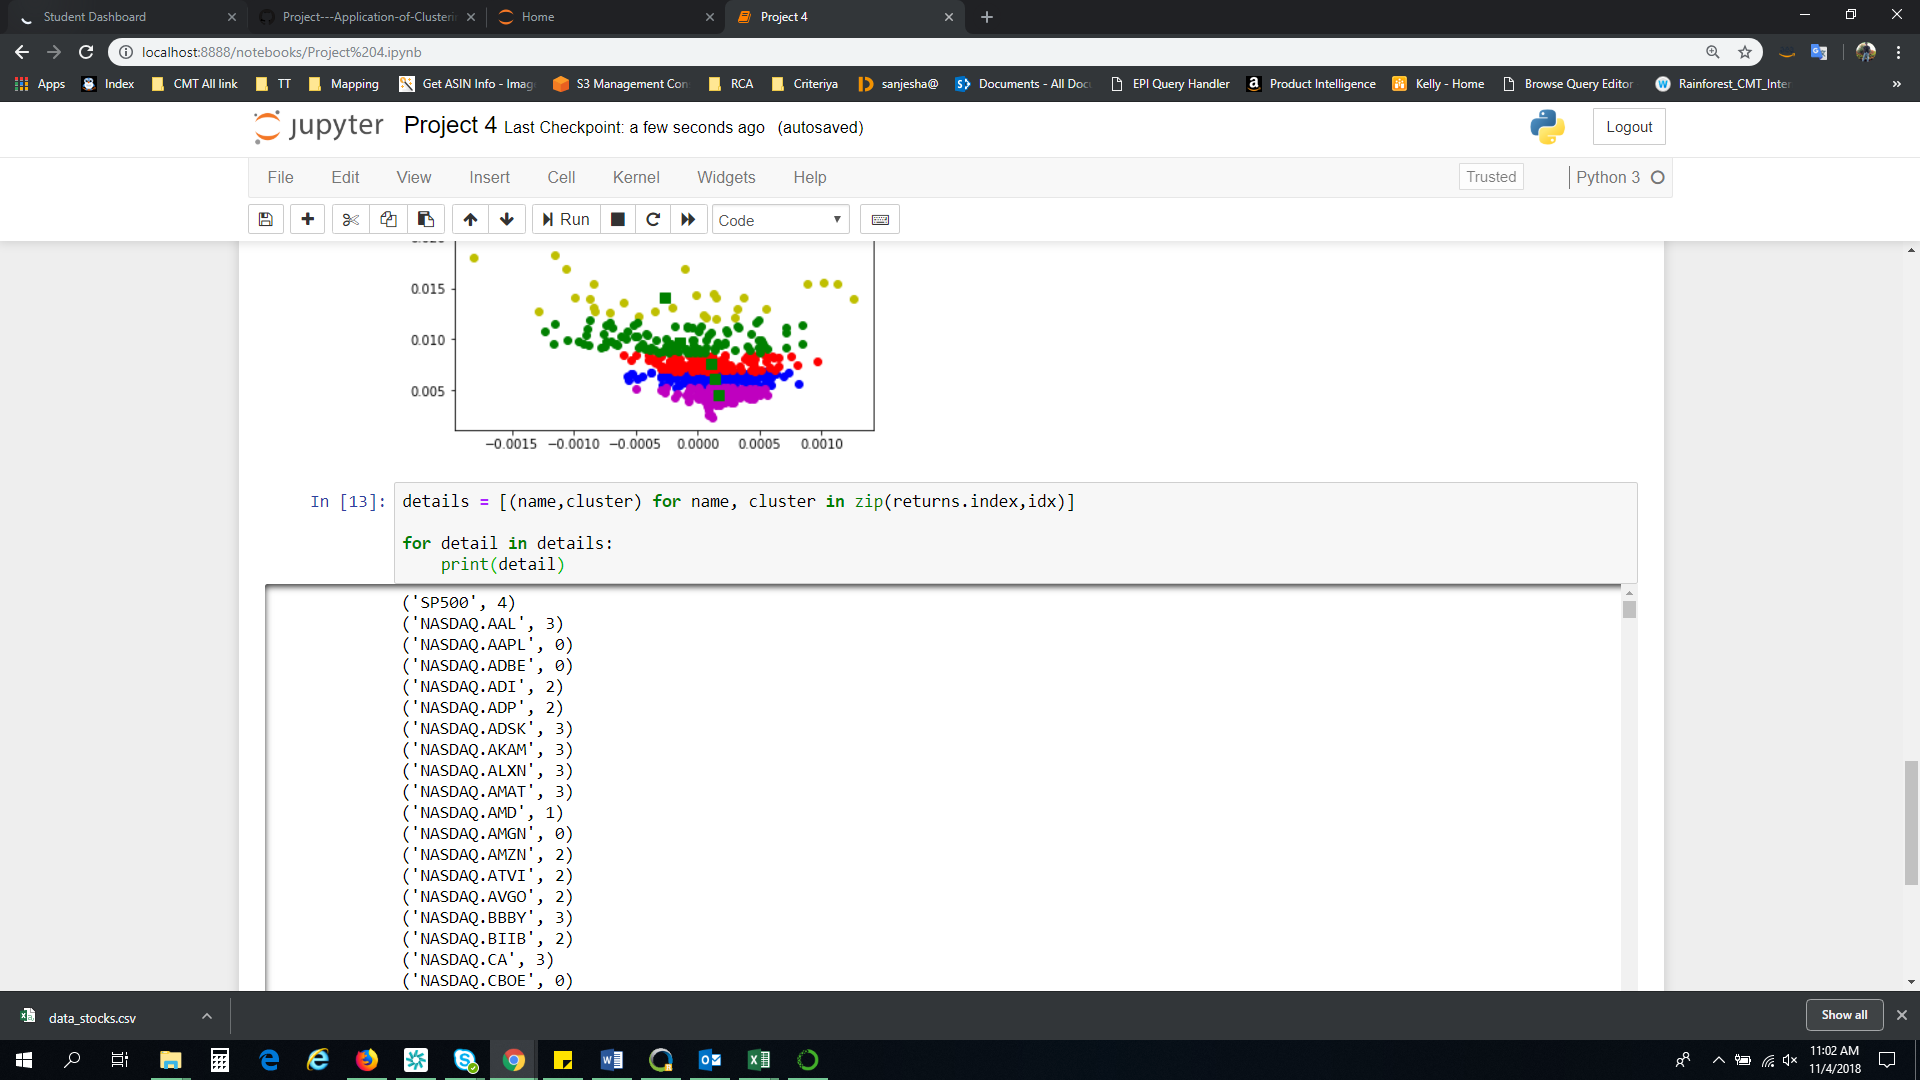 Student Dashboard
Project---Application-of-Clusterin
Home
Project 4
localhost:8888/notebooks/Project%204.ipynb
Apps Index CMT All link TT Mapping Get ASIN Info - Imag S3 Management Con RCA Criteriya sanjesha@ Documents - All Docu EPI Query Handler Product Intelligence Kelly - Home Browse Query Editor Rainforest_CMT_Inter »
jupyter Project 4 Last Checkpoint: a few seconds ago (autosaved)
Logout
File Edit View Insert Cell Kernel Widgets Help
Trusted
Python 3
Run
Code
0.015
0.010
0.005
−0.0015 −0.0010 −0.0005 0.0000 0.0005 0.0010
In [13]: details = [(name,cluster) for name, cluster in zip(returns.index,idx)]
for detail in details:
print(detail)
('SP500', 4)
('NASDAQ.AAL', 3)
('NASDAQ.AAPL', 0)
('NASDAQ.ADBE', 0)
('NASDAQ.ADI', 2)
('NASDAQ.ADP', 2)
('NASDAQ.ADSK', 3)
('NASDAQ.AKAM', 3)
('NASDAQ.ALXN', 3)
('NASDAQ.AMAT', 3)
('NASDAQ.AMD', 1)
('NASDAQ.AMGN', 0)
('NASDAQ.AMZN', 2)
('NASDAQ.ATVI', 2)
('NASDAQ.AVGO', 2)
('NASDAQ.BBBY', 3)
('NASDAQ.BIIB', 2)
('NASDAQ.CA', 3)
('NASDAQ.CBOE', 0)
data_stocks.csv
Show all
11:02 AM
11/4/2018